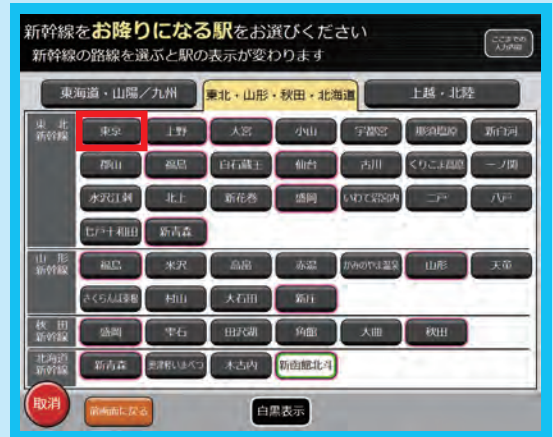 新幹線をお降りになる駅をお選びください
新幹線の路線を選ぶと駅の表示が変わります
ここまでの
入力内容
東海道・山陽/九州 東北・山形・秋田・北海道 上越・北陸
東北
新幹線
東京 上野 大宮 小山 宇都宮 那須塩原 新白河
郡山 福島 白石蔵王 仙台 古川 くりこま高原 一ノ関
水沢江刺 北上 新花巻 盛岡 いわて沼宮内 二戸 八戸
七戸十和田 新青森
山形
新幹線
福島 米沢 高畠 赤湯 かみのやま温泉 山形 天童
さくらんぼ東根 村山 大石田 新庄
秋田
新幹線
盛岡 雫石 田沢湖 角館 大曲 秋田
北海道
新幹線
新青森 奥津軽いまべつ 木古内 新函館北斗
取消 前画面に戻る 白黒表示